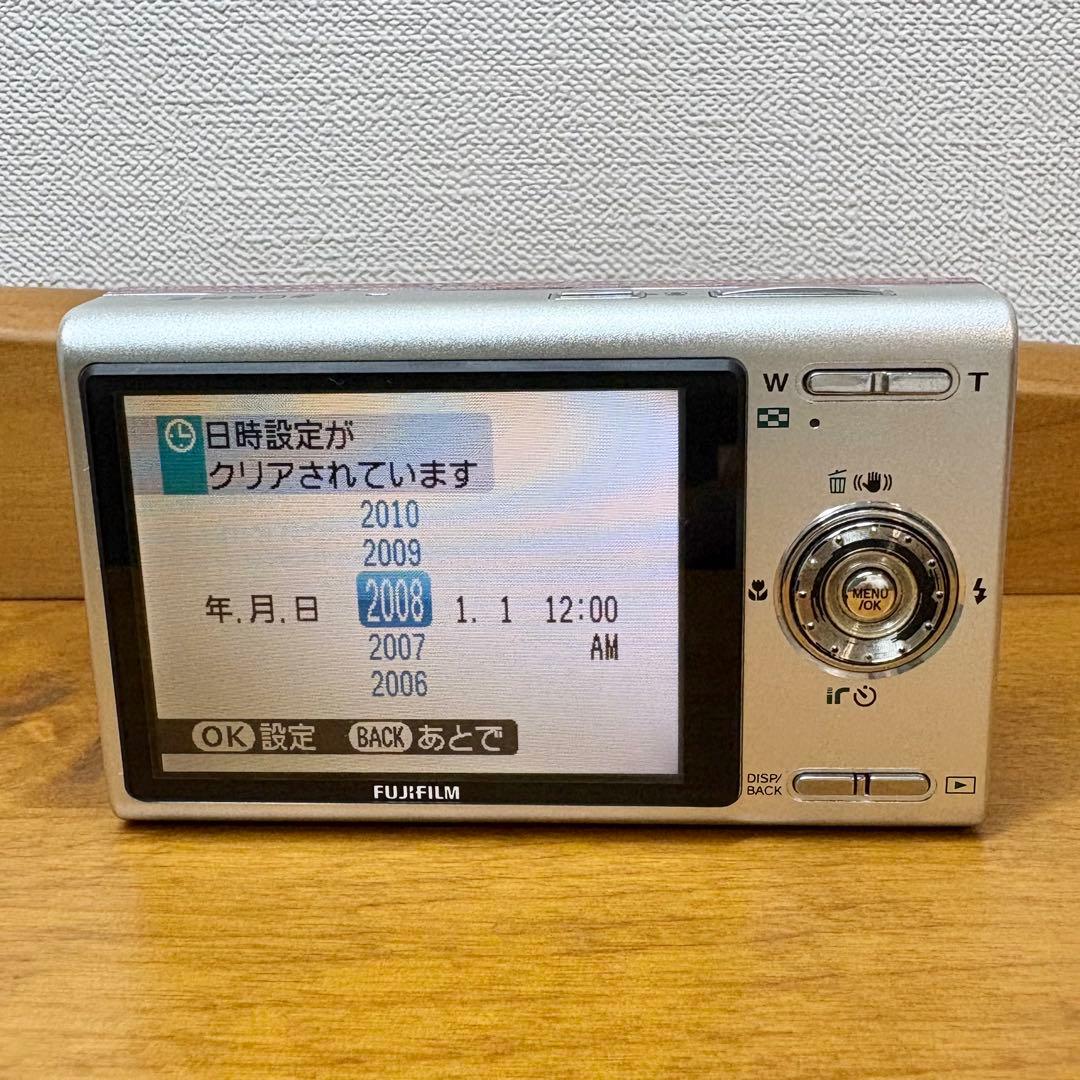 日時設定が
クリアされています
2010
2009
年.月.日 2008 1. 1 12:00
2007 AM
2006
OK 設定 BACK あとで
FUJIFILM
W T
MENU
/OK
ir
DISP/
BACK